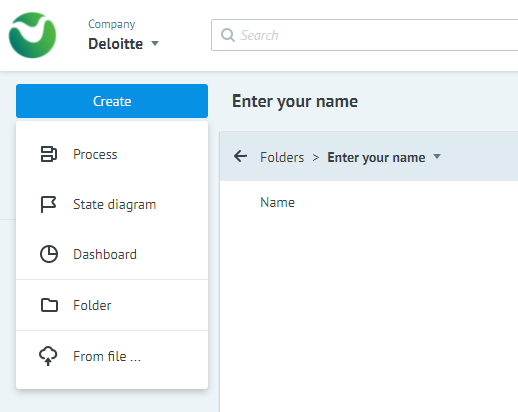 Company
Deloitte
Search
Create
Process
State diagram
Dashboard
Folder
From file ...
Enter your name
Folders > Enter your name
Name